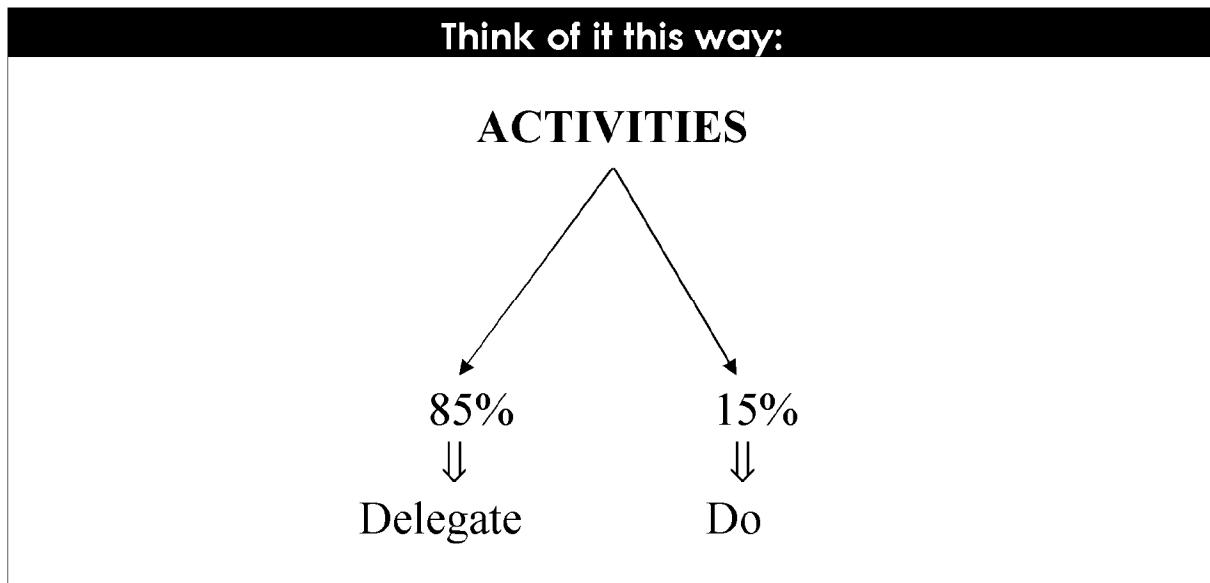 Think of it this way:
ACTIVITIES
85% 15%
⇓ ⇓
Delegate Do